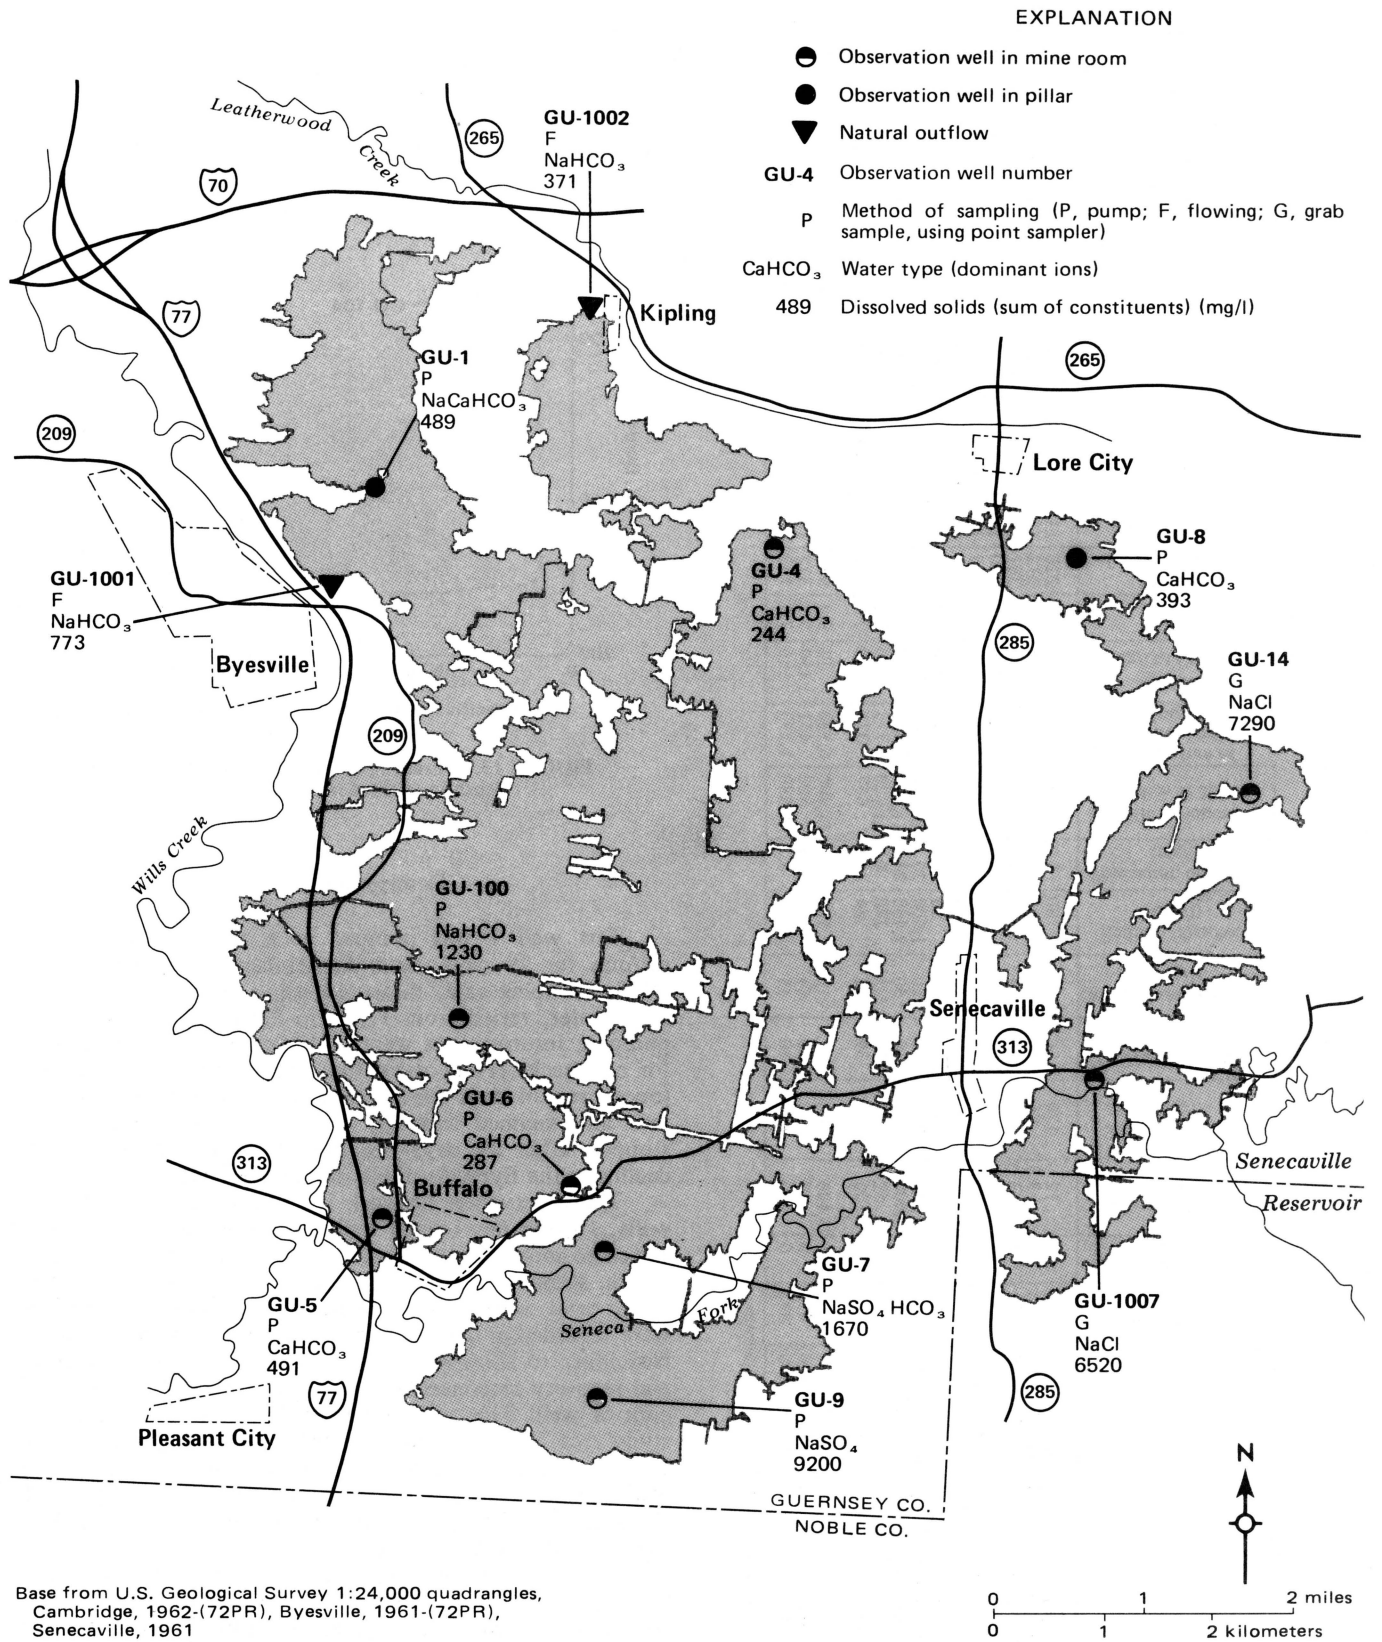 EXPLANATION
Observation well in mine room
Observation well in pillar
Natural outflow
GU-4 Observation well number
P Method of sampling (P, pump; F, flowing; G, grab
sample, using point sampler)
CaHCO₃ Water type (dominant ions)
489 Dissolved solids (sum of constituents) (mg/l)
Leatherwood
Creek
265
GU-1002
F
NaHCO₃
371
70
77
Kipling
GU-1
P
NaCaHCO₃
489
265
209
Lore City
GU-8
P
CaHCO₃
393
GU-4
P
CaHCO₃
244
GU-1001
F
NaHCO₃
773
285
Byesville
GU-14
G
NaCl
7290
209
Wills Creek
GU-100
P
NaHCO₃
1230
Senecaville
313
GU-6
P
CaHCO₃
287
313
Buffalo
Senecaville
Reservoir
GU-7
P
NaSO₄ HCO₃
1670
GU-5
P
CaHCO₃
491
Seneca
Fork
GU-1007
G
NaCl
6520
77
285
GU-9
P
NaSO₄
9200
Pleasant City
N
GUERNSEY CO.
NOBLE CO.
Base from U.S. Geological Survey 1:24,000 quadrangles,
Cambridge, 1962-(72PR), Byesville, 1961-(72PR),
Senecaville, 1961
0 1 2 miles
0 1 2 kilometers